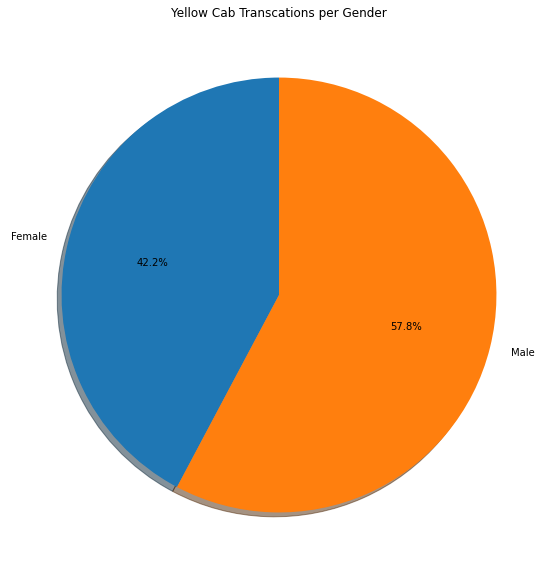 Yellow Cab Transcations per Gender
Female
42.2%
57.8%
Male